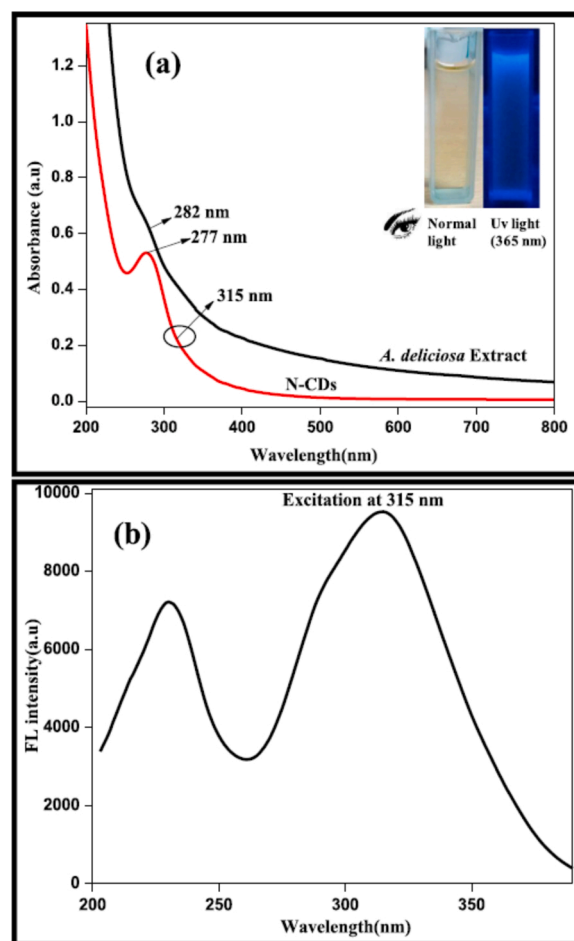 (a)
1.2
1.0
0.8
0.6
0.4
0.2
0.0
Absorbance (a.u)
282 nm
277 nm
315 nm
Normal light
Uv light (365 nm)
A. deliciosa Extract
N-CDs
200 300 400 500 600 700 800
Wavelength(nm)
Excitation at 315 nm
(b)
10000
8000
6000
4000
2000
0
FL intensity(a.u)
200 250 300 350
Wavelength(nm)